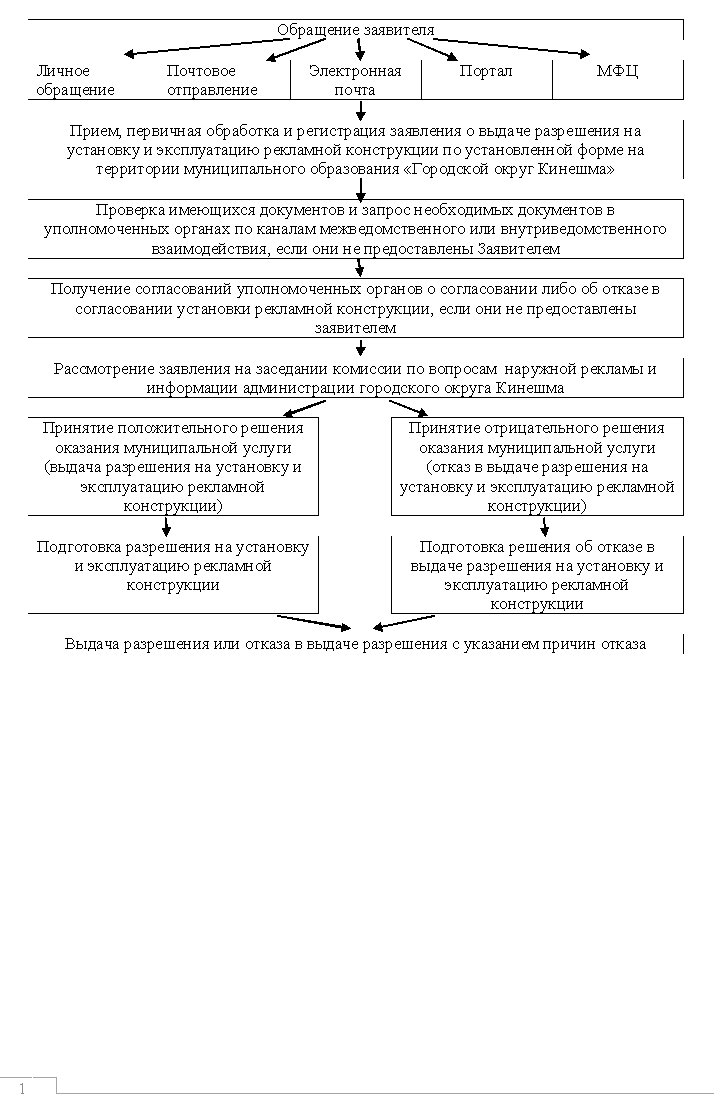 Обращение заявителя
Личное
обращение
Почтовое
отправление
Электронная
почта
Портал
МФЦ
Прием, первичная обработка и регистрация заявления о выдаче разрешения на
установку и эксплуатацию рекламной конструкции по установленной форме на
территории муниципального образования «Городской округ Кинешма»
Проверка имеющихся документов и запрос необходимых документов в
уполномоченных органах по каналам межведомственного или внутриведомственного
взаимодействия, если они не предоставлены Заявителем
Получение согласований уполномоченных органов о согласовании либо об отказе в
согласовании установки рекламной конструкции, если они не предоставлены
заявителем
Рассмотрение заявления на заседании комиссии по вопросам наружной рекламы и
информации администрации городского округа Кинешма
Принятие положительного решения
оказания муниципальной услуги
(выдача разрешения на установку и
эксплуатацию рекламной
конструкции)
Принятие отрицательного решения
оказания муниципальной услуги
(отказ в выдаче разрешения на
установку и эксплуатацию рекламной
конструкции)
Подготовка разрешения на установку
и эксплуатацию рекламной
конструкции
Подготовка решения об отказе в
выдаче разрешения на установку и
эксплуатацию рекламной
конструкции
Выдача разрешения или отказа в выдаче разрешения с указанием причин отказа
1